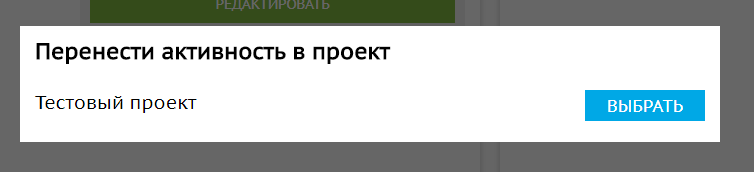 РЕДАКТИРОВАТЬ
Перенести активность в проект
Тестовый проект
ВЫБРАТЬ